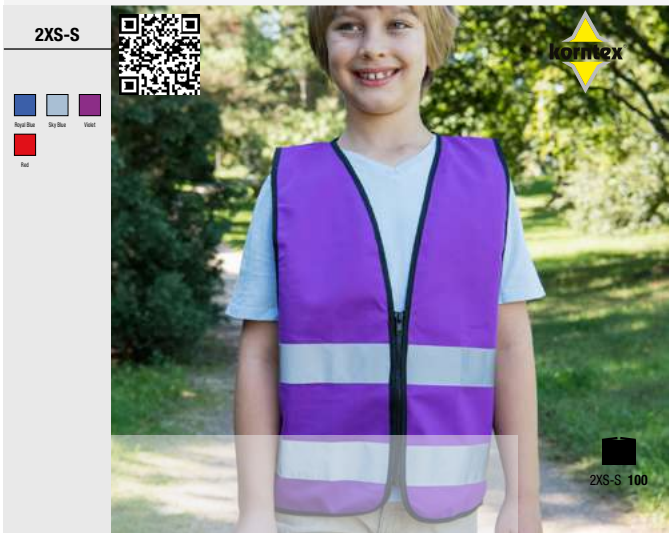 2XS-S
korntex
Royal Blue
Sky Blue
Violet
Red
2XS-S 100